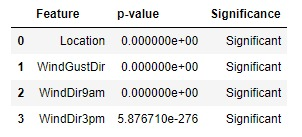 Feature p-value Significance
0 Location 0.000000e+00 Significant
1 WindGustDir 0.000000e+00 Significant
2 WindDir9am 0.000000e+00 Significant
3 WindDir3pm 5.876710e-276 Significant